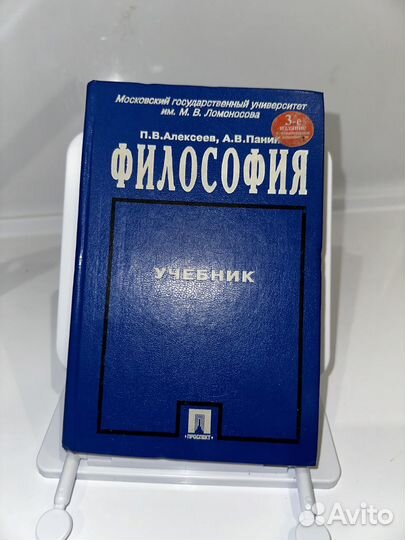 Московский государственный университет
им. М. В. Ломоносова
П.В.Алексеев, А.В.Панин
3-е
издание
ФИЛОСОФИЯ
УЧЕБНИК
•ПРОСПЕКТ•
Avito